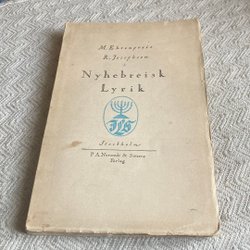 M. Ehrenpreis
R. Josephson
Nyhebreisk
Lyrik
Stockholm
P. A. Norstedt & Söners
Förlag